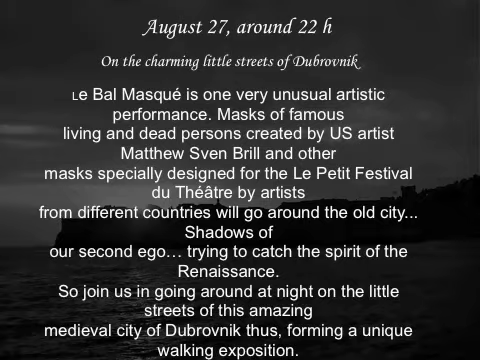 August 27, around 22 h
On the charming little streets of Dubrovnik
Le Bal Masqué is one very unusual artistic
performance. Masks of famous
living and dead persons created by US artist
Matthew Sven Brill and other
masks specially designed for the Le Petit Festival
du Théâtre by artists
from different countries will go around the old city...
Shadows of
our second ego… trying to catch the spirit of the
Renaissance.
So join us in going around at night on the little
streets of this amazing
medieval city of Dubrovnik thus, forming a unique
walking exposition.